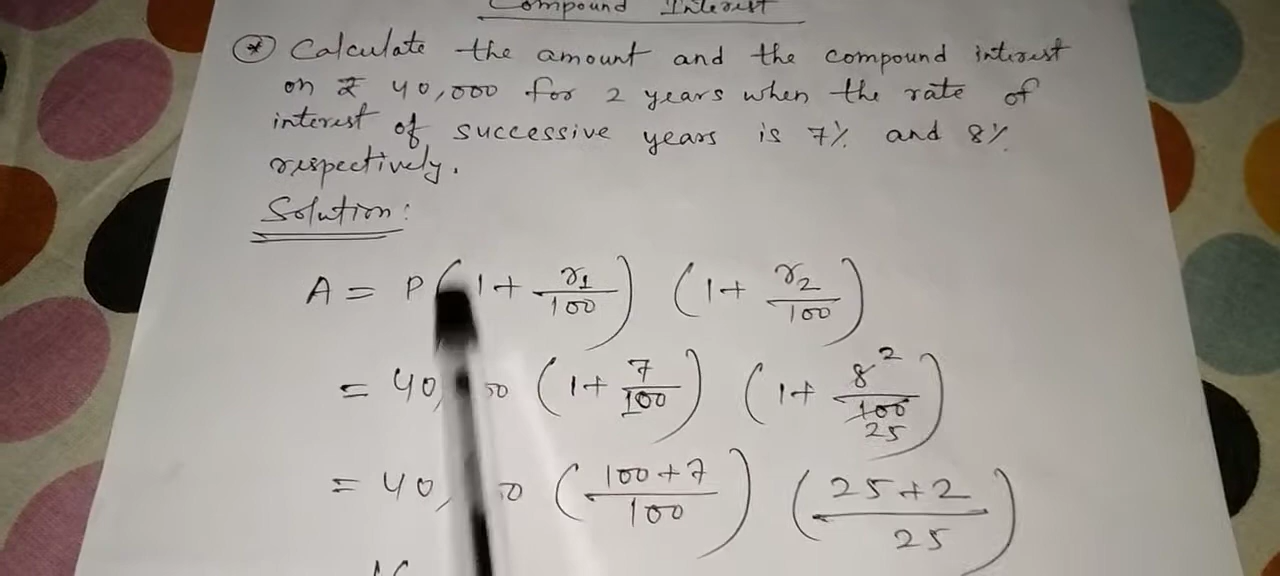 Compound Interest
* Calculate the amount and the compound interest
on ₹ 40,000 for 2 years when the rate of
interest of successive years is 7% and 8%
respectively.
Solution:
A = P(1 + r1/100) (1 + r2/100)
= 40, (1 + 7/100) (1 + 8 2/100 25)
= 40, (100+7/100) (25+2/25)